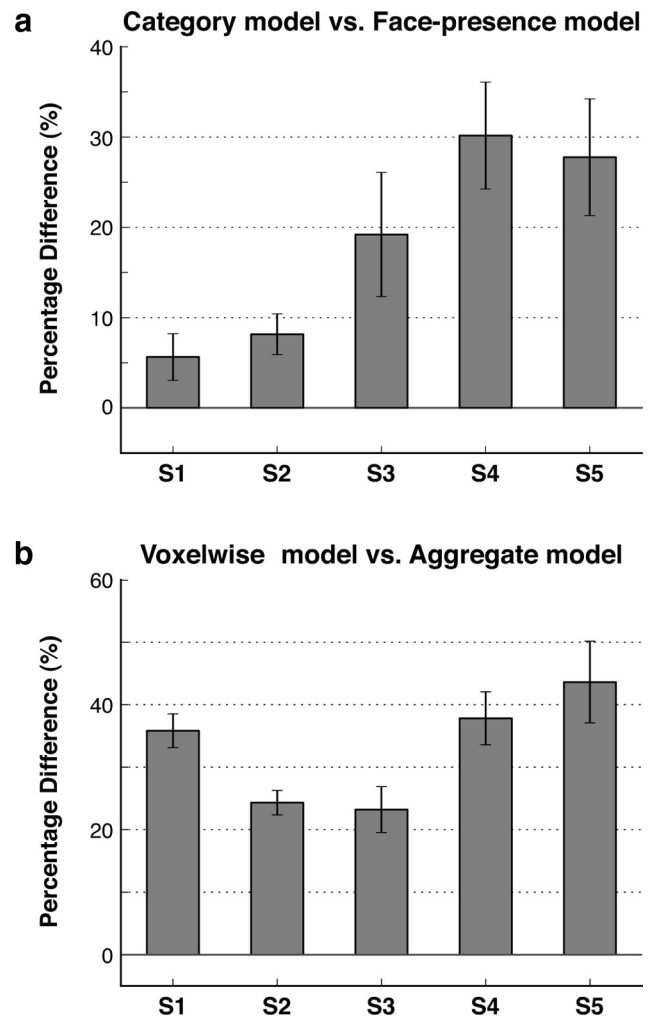 a
Category model vs. Face-presence model
Percentage Difference (%)
40
30
20
10
0
S1 S2 S3 S4 S5
b
Voxelwise model vs. Aggregate model
Percentage Difference (%)
60
40
20
0
S1 S2 S3 S4 S5